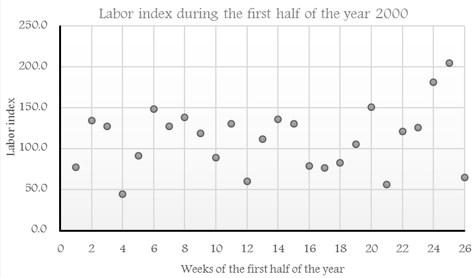 Labor index during the first half of the year 2000
250.0
200.0
150.0
100.0
50.0
0.0
Labor index
0 2 4 6 8 10 12 14 16 18 20 22 24 26
Weeks of the first half of the year